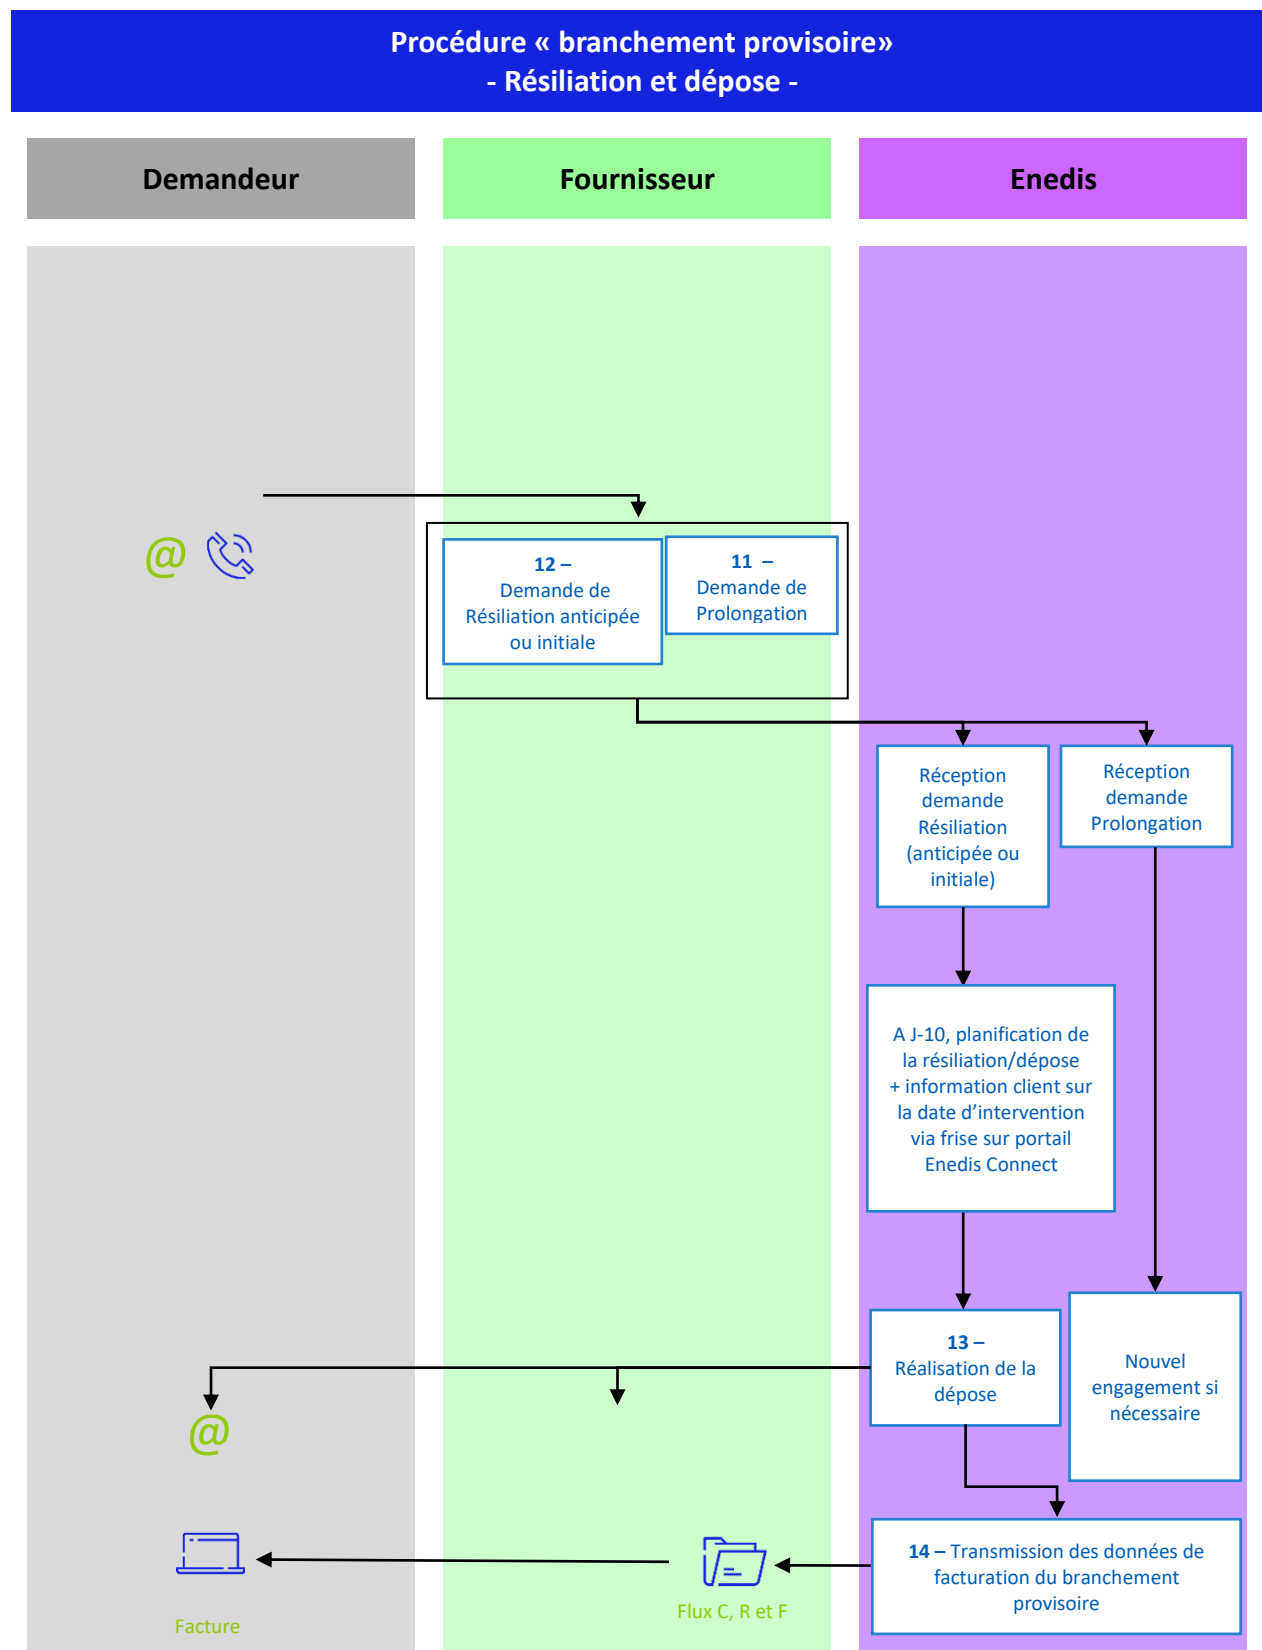 Procédure « branchement provisoire»
- Résiliation et dépose -
Demandeur
Fournisseur
Enedis
@
12 –
Demande de
Résiliation anticipée
ou initiale
11 –
Demande de
Prolongation
Réception
demande
Résiliation
(anticipée ou
initiale)
Réception
demande
Prolongation
A J-10, planification de
la résiliation/dépose
+ information client sur
la date d’intervention
via frise sur portail
Enedis Connect
13 –
Réalisation de la
dépose
Nouvel
engagement si
nécessaire
@
14 – Transmission des données de
facturation du branchement
provisoire
Flux C, R et F
Facture